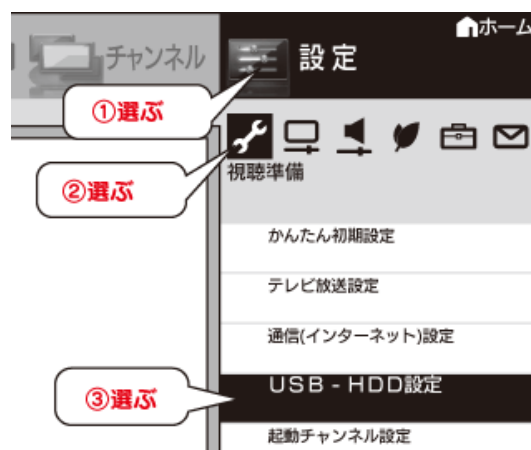 ホーム
チャンネル
設定
①選ぶ
②選ぶ
視聴準備
かんたん初期設定
テレビ放送設定
通信(インターネット)設定
USB-HDD設定
③選ぶ
起動チャンネル設定